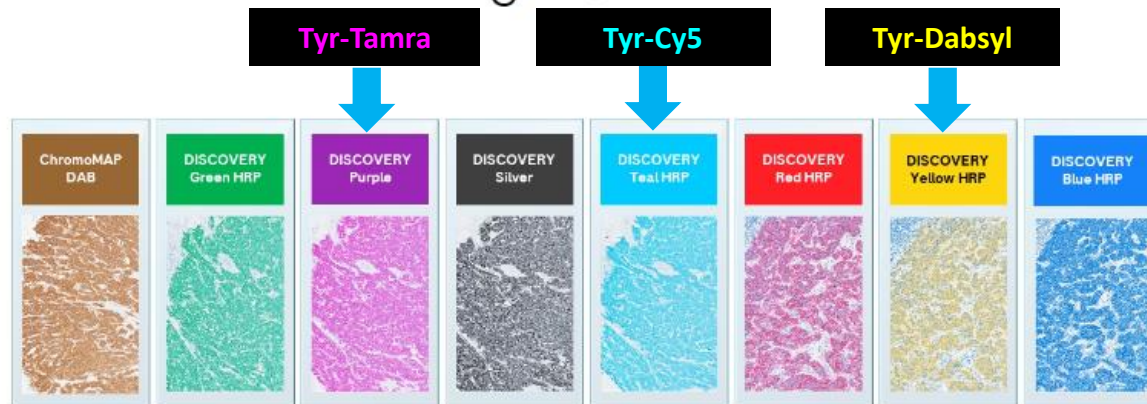 Tyr-Tamra
Tyr-Cy5
Tyr-Dabsyl
ChromoMAP
DAB
DISCOVERY
Green HRP
DISCOVERY
Purple
DISCOVERY
Silver
DISCOVERY
Teal HRP
DISCOVERY
Red HRP
DISCOVERY
Yellow HRP
DISCOVERY
Blue HRP